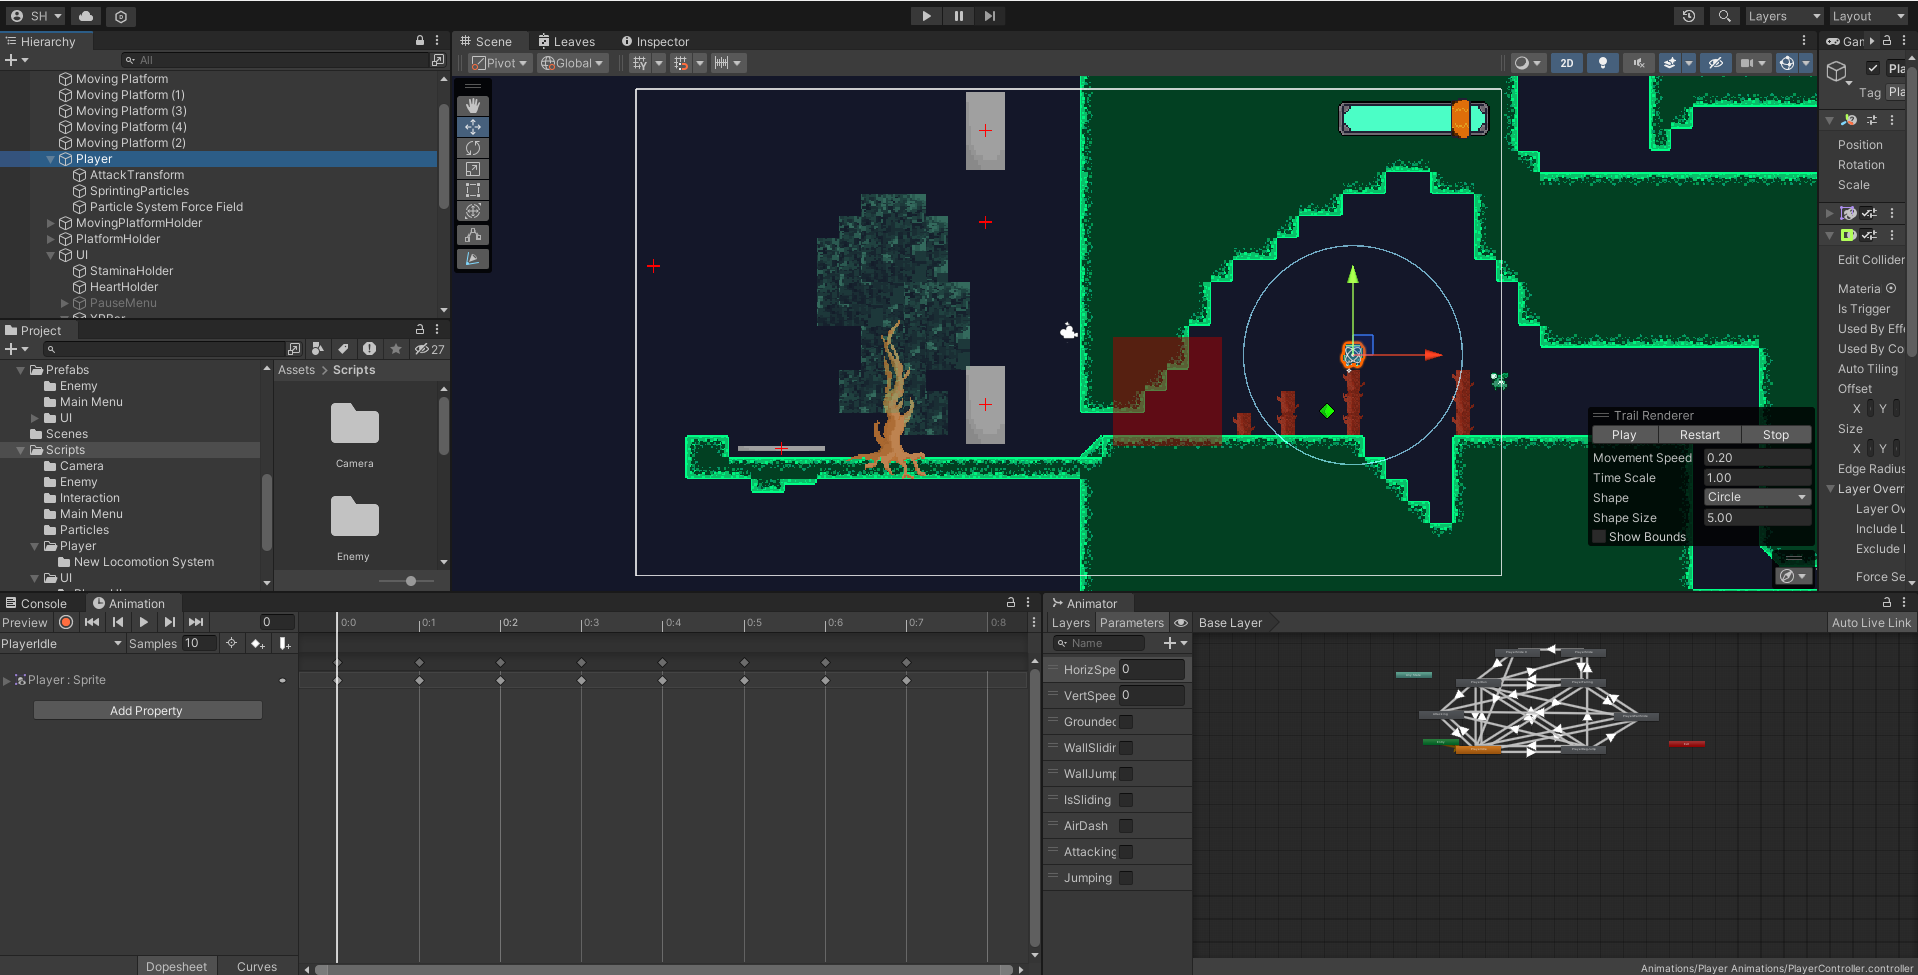 SH
Layers
Layout
Hierarchy
All
Moving Platform
Moving Platform (1)
Moving Platform (3)
Moving Platform (4)
Moving Platform (2)
Player
AttackTransform
SprintingParticles
Particle System Force Field
MovingPlatformHolder
PlatformHolder
UI
StaminaHolder
HeartHolder
PauseMenu
Scene
Leaves
Inspector
Pivot
Global
2D
Gan
Pla
Tag Pla
Position
Rotation
Scale
Edit Collider
Materia
Is Trigger
Used By Effe
Used By Co
Auto Tiling
Offset
X Y
Size
X Y
Edge Radius
Layer Overr
Layer Ov
Include L
Exclude
Force Se
Trail Renderer
Play Restart Stop
Movement Speed 0.20
Time Scale 1.00
Shape Circle
Shape Size 5.00
Show Bounds
Project
27
Prefabs
Enemy
Main Menu
UI
Scenes
Scripts
Camera
Enemy
Interaction
Main Menu
Particles
Player
New Locomotion System
UI
Assets > Scripts
Camera
Enemy
Console
Animation
Preview
0
PlayerIdle
Samples 10
Player : Sprite
Add Property
0:0 0:1 0:2 0:3 0:4 0:5 0:6 0:7 0:8
Dopesheet
Curves
Animator
Layers
Parameters
Base Layer
Auto Live Link
Name
HorizSpe 0
VertSpee 0
Grounded
WallSlidir
WallJump
IsSliding
AirDash
Attacking
Jumping
Animations/Player Animations/PlayerController.controller